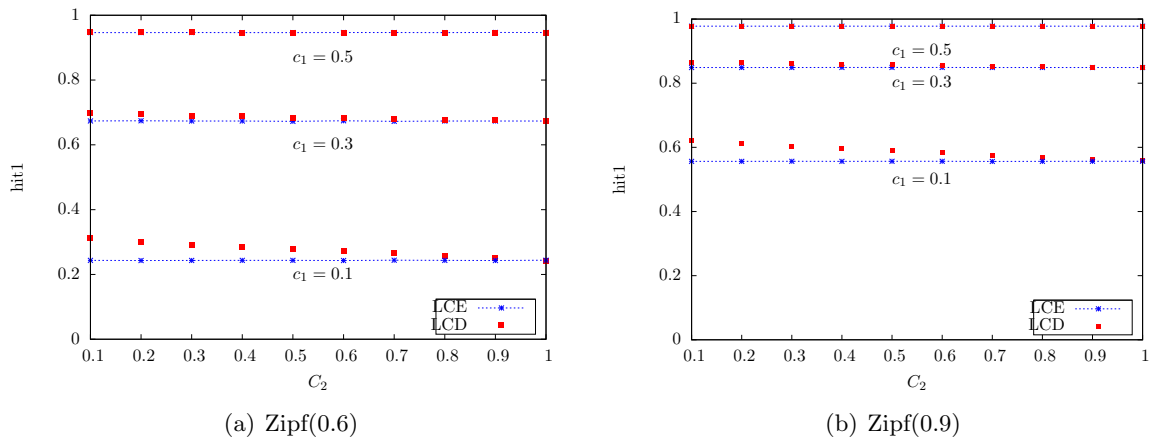 1
0.8
0.6
0.4
0.2
0
hit1
c₁ = 0.5
c₁ = 0.3
c₁ = 0.1
LCE
LCD
0.1 0.2 0.3 0.4 0.5 0.6 0.7 0.8 0.9 1
C₂
(a) Zipf(0.6)
1
0.8
0.6
0.4
0.2
0
hit1
c₁ = 0.5
c₁ = 0.3
c₁ = 0.1
LCE
LCD
0.1 0.2 0.3 0.4 0.5 0.6 0.7 0.8 0.9 1
C₂
(b) Zipf(0.9)